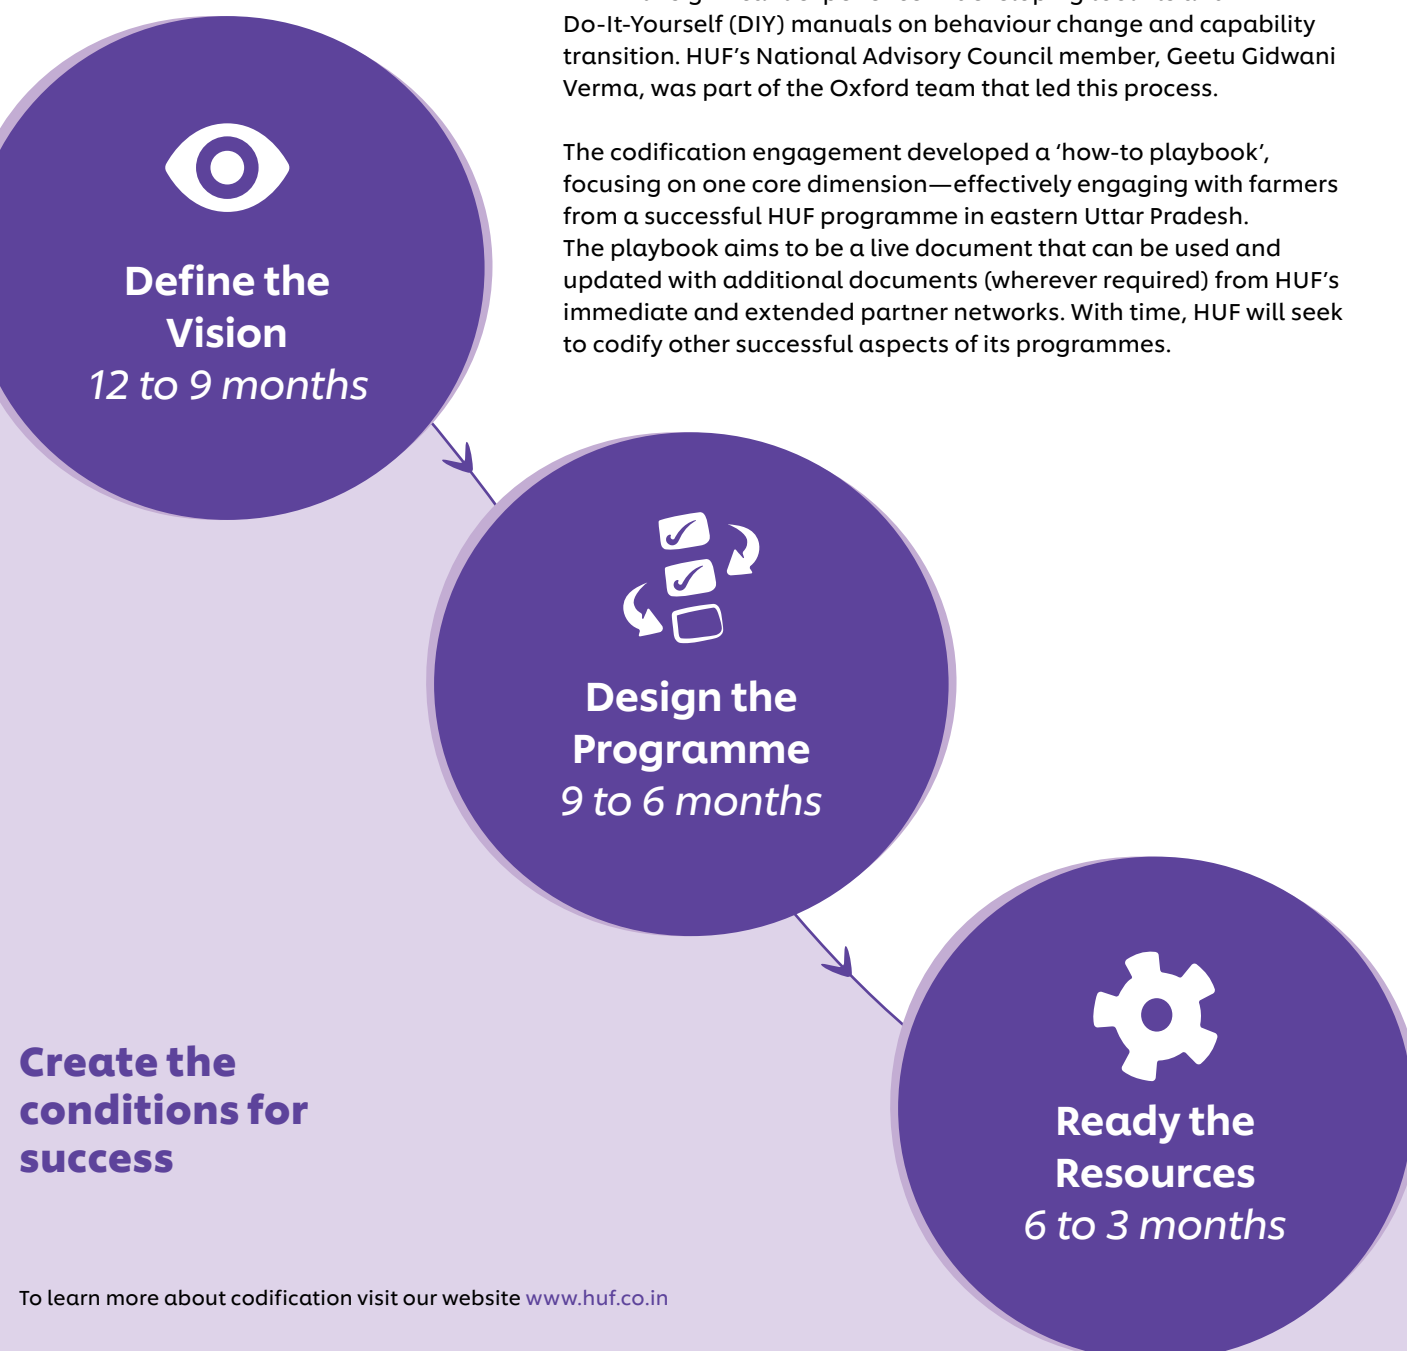 Do-It-Yourself (DIY) manuals on behaviour change and capability
transition. HUF's National Advisory Council member, Geetu Gidwani
Verma, was part of the Oxford team that led this process.
The codification engagement developed a ‘how-to playbook’,
focusing on one core dimension—effectively engaging with farmers
from a successful HUF programme in eastern Uttar Pradesh.
The playbook aims to be a live document that can be used and
updated with additional documents (wherever required) from HUF's
immediate and extended partner networks. With time, HUF will seek
to codify other successful aspects of its programmes.
Define the
Vision
12 to 9 months
Design the
Programme
9 to 6 months
Ready the
Resources
6 to 3 months
Create the
conditions for
success
To learn more about codification visit our website www.huf.co.in